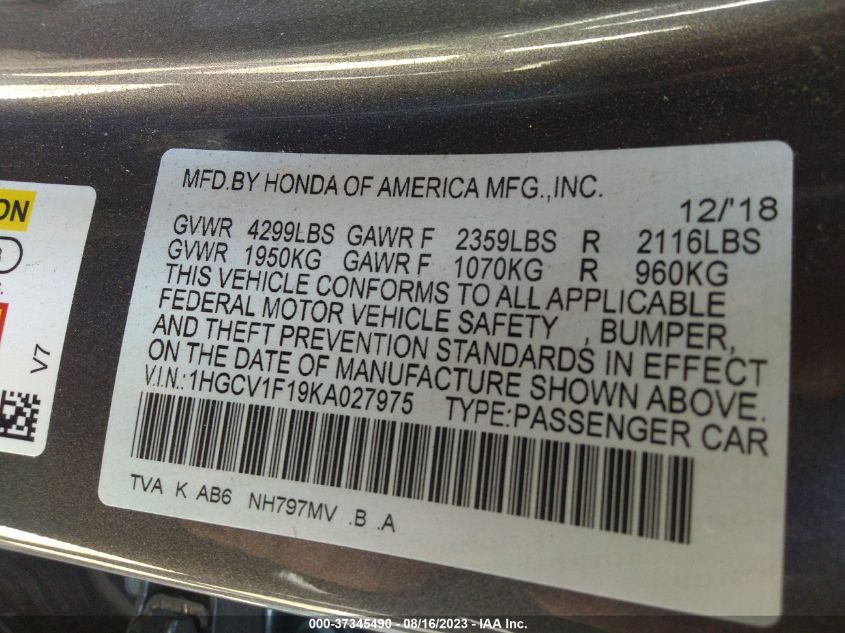 MFD.BY HONDA OF AMERICA MFG.,INC.
12/'18
GVWR 4299LBS GAWR F 2359LBS R 2116LBS
GVWR 1950KG GAWR F 1070KG R 960KG
THIS VEHICLE CONFORMS TO ALL APPLICABLE
FEDERAL MOTOR VEHICLE SAFETY , BUMPER,
AND THEFT PREVENTION STANDARDS IN EFFECT
ON THE DATE OF MANUFACTURE SHOWN ABOVE.
V.I.N.:1HGCV1F19KA027975 TYPE:PASSENGER CAR
TVA K AB6 NH797MV .B .A
V7
000-37345490 - 08/16/2023 - IAA Inc.